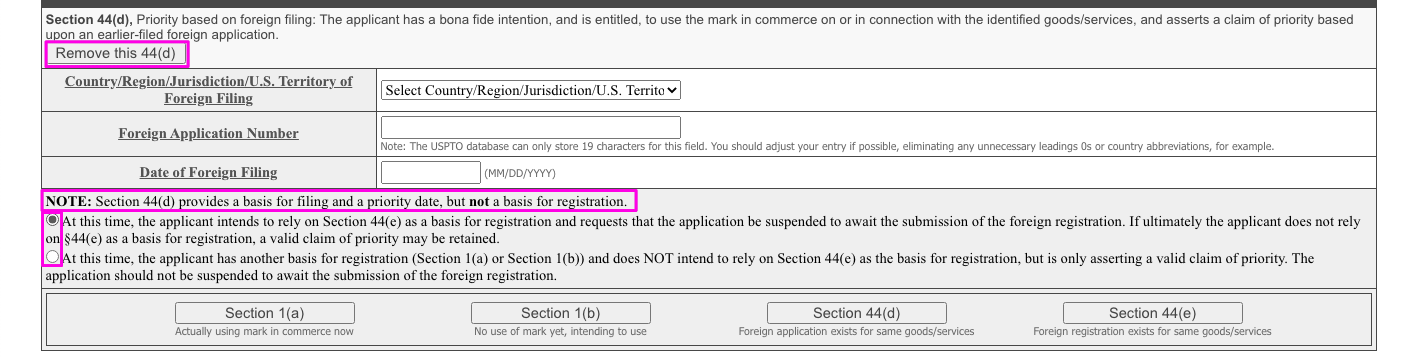 Section 44(d), Priority based on foreign filing: The applicant has a bona fide intention, and is entitled, to use the mark in commerce on or in connection with the identified goods/services, and asserts a claim of priority based
upon an earlier-filed foreign application.
Remove this 44(d)
Country/Region/Jurisdiction/U.S. Territory of
Foreign Filing
Select Country/Region/Jurisdiction/U.S. Territo
Foreign Application Number
Note: The USPTO database can only store 19 characters for this field. You should adjust your entry if possible, eliminating any unnecessary leadings 0s or country abbreviations, for example.
Date of Foreign Filing
(MM/DD/YYYY)
NOTE: Section 44(d) provides a basis for filing and a priority date, but not a basis for registration.
At this time, the applicant intends to rely on Section 44(e) as a basis for registration and requests that the application be suspended to await the submission of the foreign registration. If ultimately the applicant does not rely
on §44(e) as a basis for registration, a valid claim of priority may be retained.
At this time, the applicant has another basis for registration (Section 1(a) or Section 1(b)) and does NOT intend to rely on Section 44(e) as the basis for registration, but is only asserting a valid claim of priority. The
application should not be suspended to await the submission of the foreign registration.
Section 1(a)
Actually using mark in commerce now
Section 1(b)
No use of mark yet, intending to use
Section 44(d)
Foreign application exists for same goods/services
Section 44(e)
Foreign registration exists for same goods/services